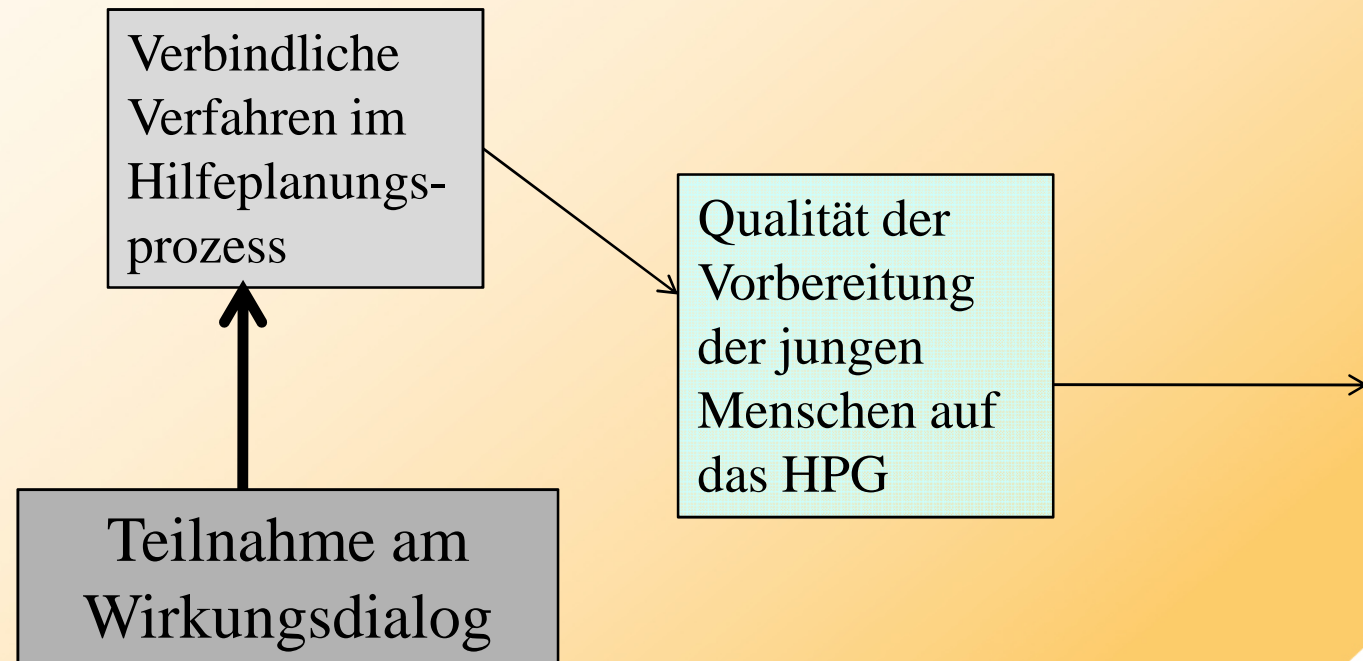 Verbindliche
Verfahren im
Hilfeplanungs-
prozess
Qualität der
Vorbereitung
der jungen
Menschen auf
das HPG
Teilnahme am
Wirkungsdialog